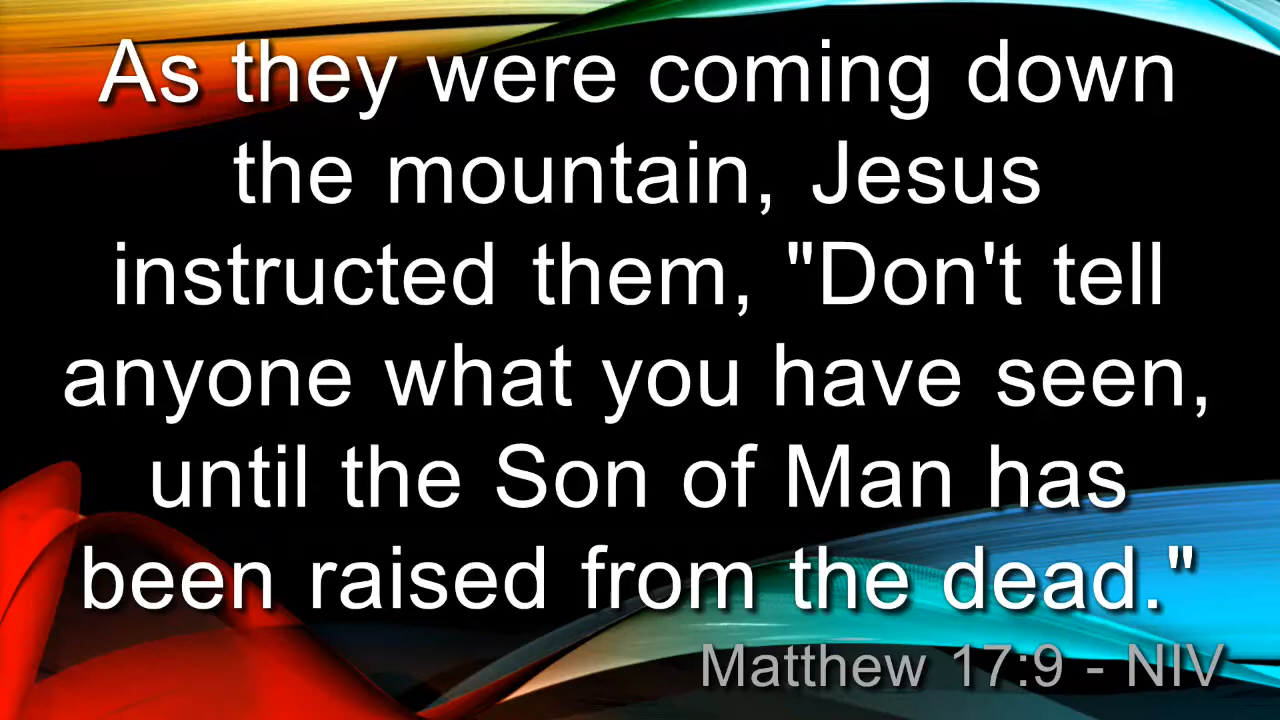 As they were coming down
the mountain, Jesus
instructed them, "Don't tell
anyone what you have seen,
until the Son of Man has
been raised from the dead."
Matthew 17:9 - NIV